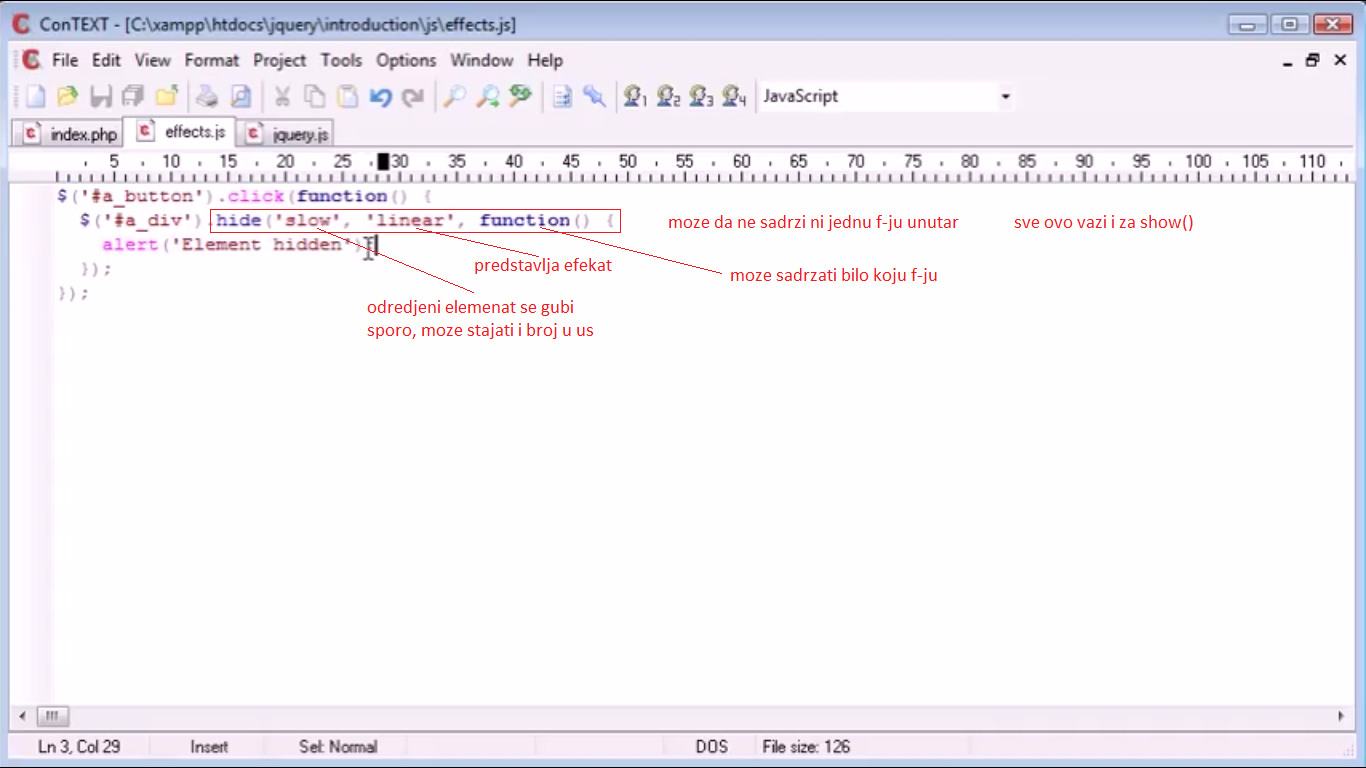 ConTEXT - [C:\xampp\htdocs\jquery\introduction\js\effects.js]
File Edit View Format Project Tools Options Window Help
1 2 3 4 JavaScript
index.php effects.js jquery.js
5 10 15 20 25 30 35 40 45 50 55 60 65 70 75 80 85 90 95 100 105 110
$('#a_button').click(function() {
$('#a_div').hide('slow', 'linear', function() { moze da ne sadrzi ni jednu f-ju unutar sve ovo vazi i za show()
alert('Element hidden')
predstavlja efekat
}); moze sadrzati bilo koju f-ju
});
odredjeni elemenat se gubi
sporo, moze stajati i broj u us
Ln 3, Col 29 Insert Sel: Normal DOS File size: 126